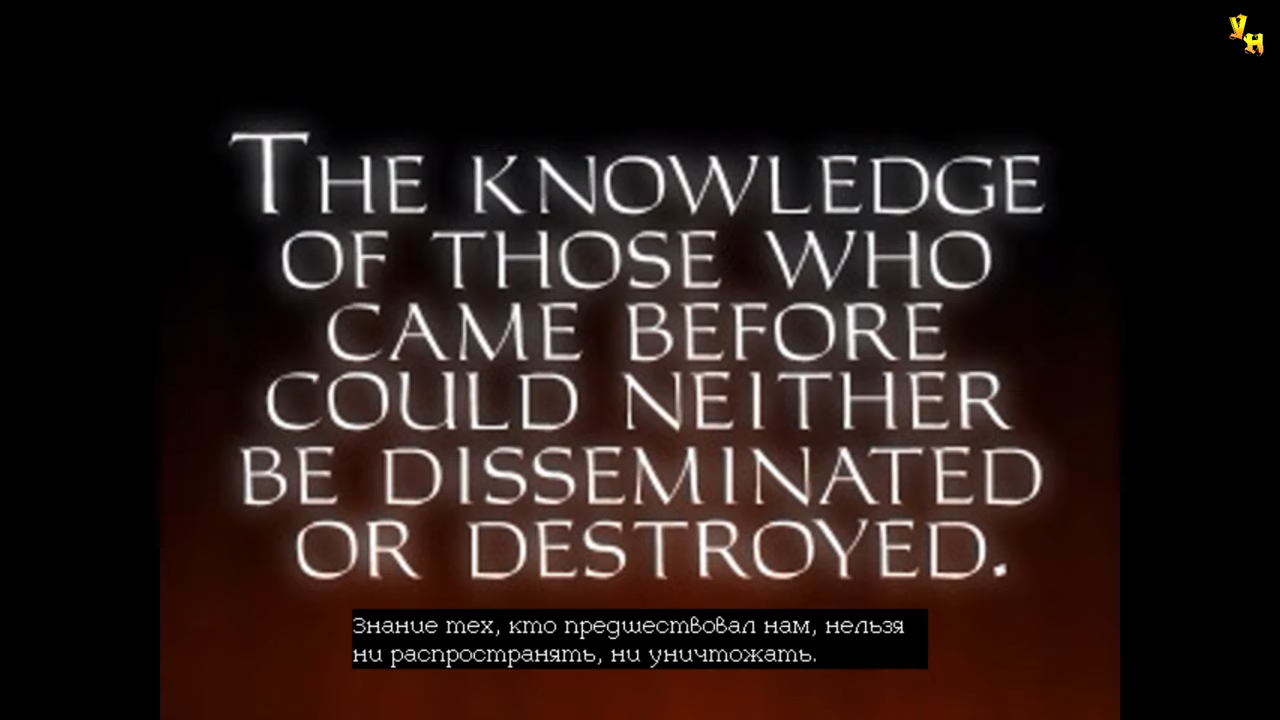 УН
THE KNOWLEDGE
OF THOSE WHO
CAME BEFORE
COULD NEITHER
BE DISSEMINATED
OR DESTROYED.
Знание тех, кто предшествовал нам, нельзя
ни распространять, ни уничтожать.